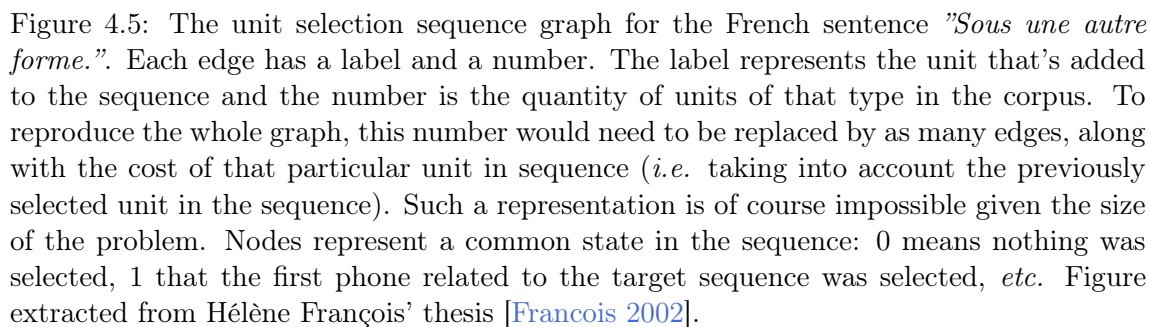 Figure 4.5: The unit selection sequence graph for the French sentence ”Sous une autre
forme.”. Each edge has a label and a number. The label represents the unit that's added
to the sequence and the number is the quantity of units of that type in the corpus. To
reproduce the whole graph, this number would need to be replaced by as many edges, along
with the cost of that particular unit in sequence (i.e. taking into account the previously
selected unit in the sequence). Such a representation is of course impossible given the size
of the problem. Nodes represent a common state in the sequence: 0 means nothing was
selected, 1 that the first phone related to the target sequence was selected, etc. Figure
extracted from Hélène François' thesis [Francois 2002].